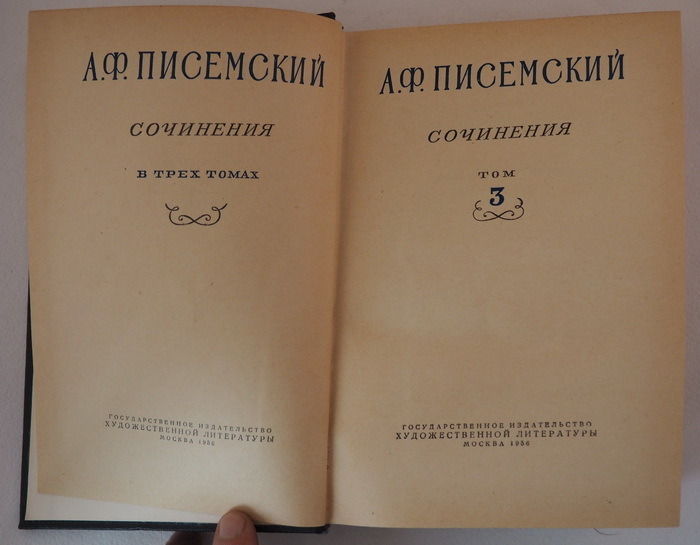 А.Ф. ПИСЕМСКИЙ
СОЧИНЕНИЯ
В ТРЕХ ТОМАХ
ГОСУДАРСТВЕННОЕ ИЗДАТЕЛЬСТВО
ХУДОЖЕСТВЕННОЙ ЛИТЕРАТУРЫ
МОСКВА 1956
А.Ф. ПИСЕМСКИЙ
СОЧИНЕНИЯ
ТОМ
3
ГОСУДАРСТВЕННОЕ ИЗДАТЕЛЬСТВО
ХУДОЖЕСТВЕННОЙ ЛИТЕРАТУРЫ
МОСКВА 1956